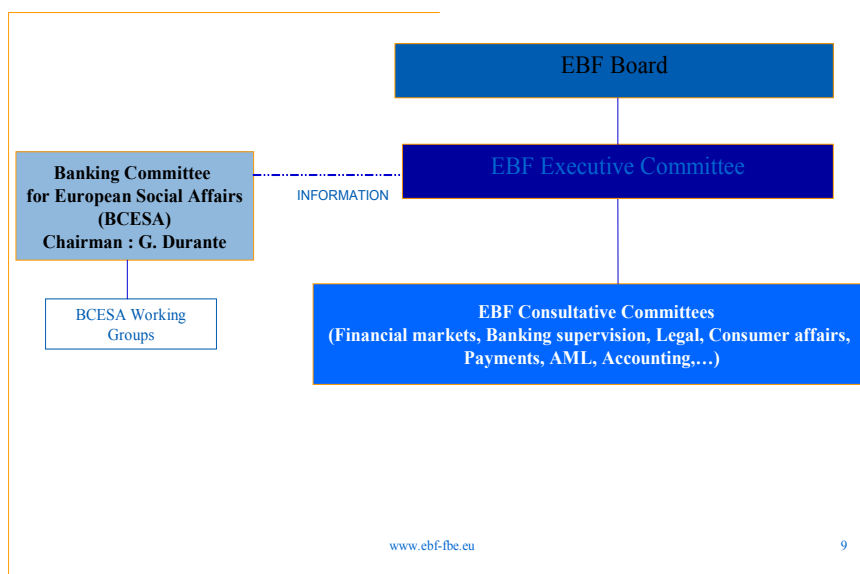 EBF Board
EBF Executive Committee
Banking Committee
for European Social Affairs
(BCESA)
Chairman : G. Durante
INFORMATION
BCESA Working
Groups
EBF Consultative Committees
(Financial markets, Banking supervision, Legal, Consumer affairs,
Payments, AML, Accounting,…)
www.ebf-fbe.eu
9